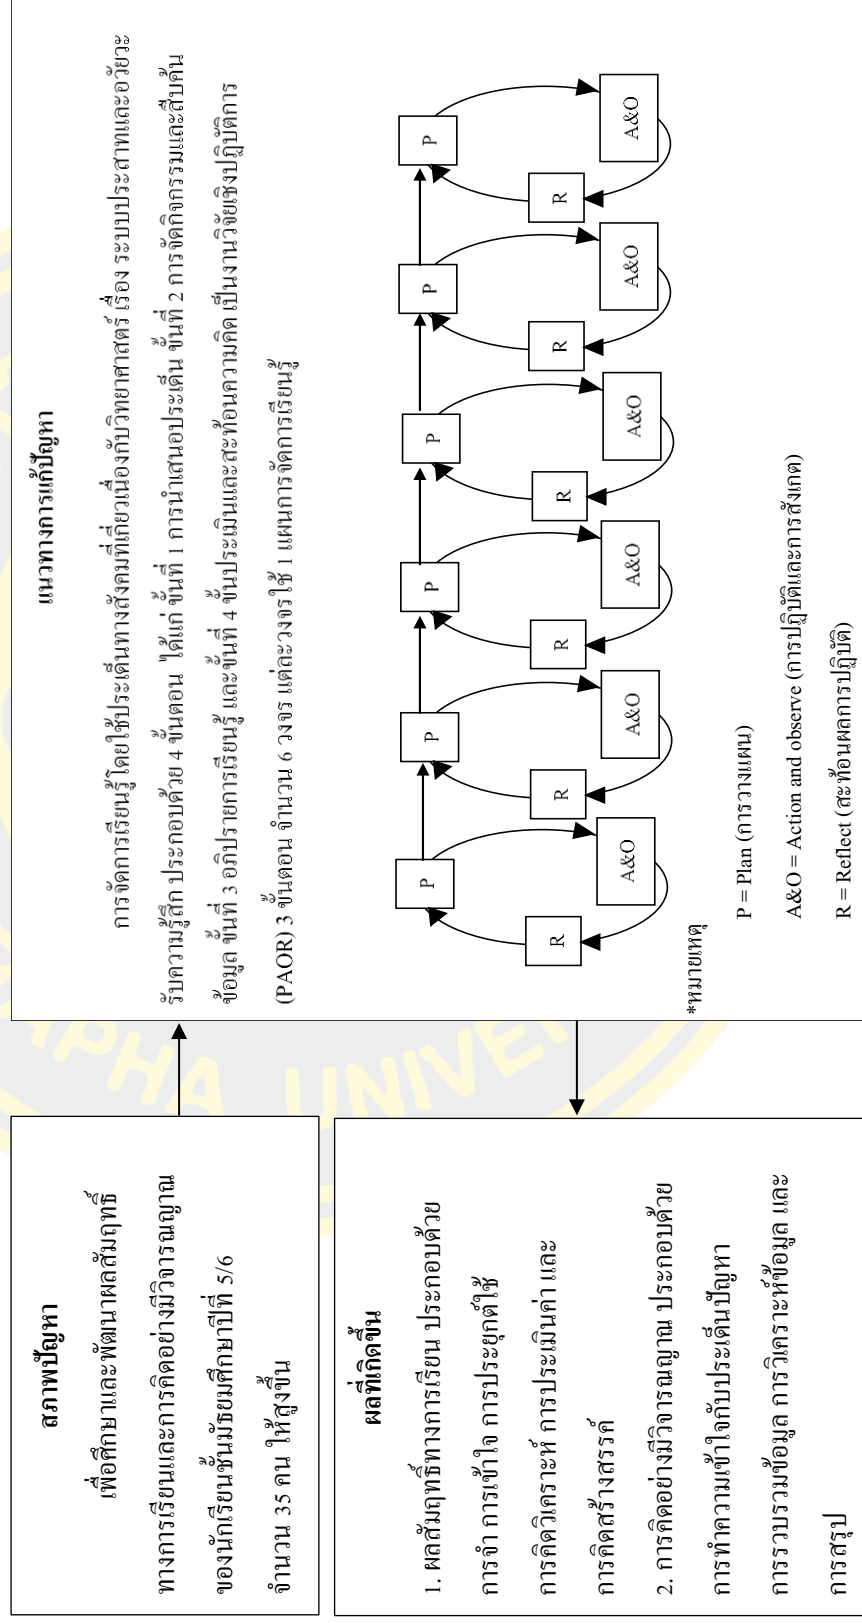 สภาพปัญหา
เพื่อศึกษาและพัฒนาผลสัมฤทธิ์
ทางการเรียนและการคิดอย่างมีวิจารณญาณ
ของนักเรียนชั้นมัธยมศึกษาปีที่ 5/6
จำนวน 35 คน ให้สูงขึ้น
แนวทางการแก้ปัญหา
การจัดการเรียนรู้โดยใช้ประเด็นทางสังคมที่เกี่ยวเนื่องกับวิทยาศาสตร์ เรื่อง ระบบประสาทและอวัยวะ
รับความรู้สึก ประกอบด้วย 4 ขั้นตอน ได้แก่ ขั้นที่ 1 การนำเสนอประเด็น ขั้นที่ 2 การจัดกิจกรรมและสืบค้น
ข้อมูล ขั้นที่ 3 อภิปรายการเรียนรู้ และขั้นที่ 4 ขั้นประเมินและสะท้อนความคิด เป็นงานวิจัยเชิงปฏิบัติการ
(PAOR) 3 ขั้นตอน จำนวน 6 วงจร แต่ละวงจรใช้ 1 แผนการจัดการเรียนรู้
P
P
P
P
P
P
R
R
R
R
R
R
A&O
A&O
A&O
A&O
A&O
A&O
*หมายเหตุ
P = Plan (การวางแผน)
A&O = Action and observe (การปฏิบัติและการสังเกต)
R = Reflect (สะท้อนผลการปฏิบัติ)
ผลที่เกิดขึ้น
1. ผลสัมฤทธิ์ทางการเรียน ประกอบด้วย
การจำ การเข้าใจ การประยุกต์ใช้
การคิดวิเคราะห์ การประเมินค่า และ
การคิดสร้างสรรค์
2. การคิดอย่างมีวิจารณญาณ ประกอบด้วย
การทำความเข้าใจกับประเด็นปัญหา
การรวบรวมข้อมูล การวิเคราะห์ข้อมูล และ
การสรุป
APHA UNIVE